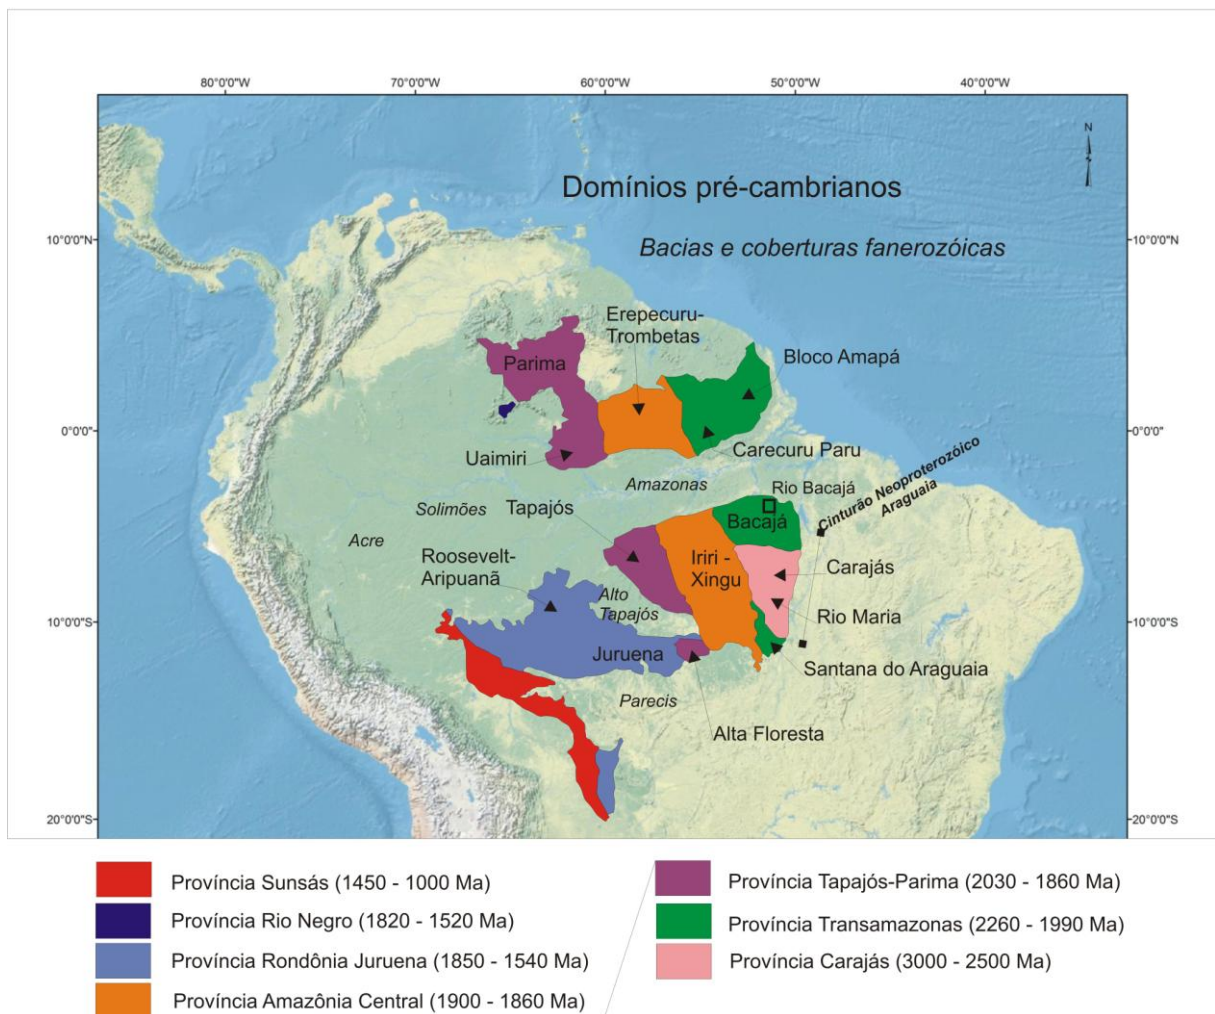 80°0'0"W
70°0'0"W
60°0'0"W
50°0'0"W
40°0'0"W
N
Domínios pré-cambrianos
Bacias e coberturas fanerozóicas
10°0'0"N
10°0'0"N
Erepecuru-
Trombetas
Parima
Bloco Amapá
0°0'0"
0°0'0"
Uaimiri
Carecuru Paru
Amazonas
Rio Bacajá
Cinturão Neoproterozóico
Araguaia
Solimões
Tapajós
Bacajá
Acre
Roosevelt-
Aripuanã
Iriri -
Xingu
Carajás
Alto
Tapajós
Rio Maria
10°0'0"S
10°0'0"S
Juruena
Santana do Araguaia
Parecis
Alta Floresta
20°0'0"S
20°0'0"S
Província Sunsás (1450 - 1000 Ma)
Província Rio Negro (1820 - 1520 Ma)
Província Rondônia Juruena (1850 - 1540 Ma)
Província Amazônia Central (1900 - 1860 Ma)
Província Tapajós-Parima (2030 - 1860 Ma)
Província Transamazonas (2260 - 1990 Ma)
Província Carajás (3000 - 2500 Ma)